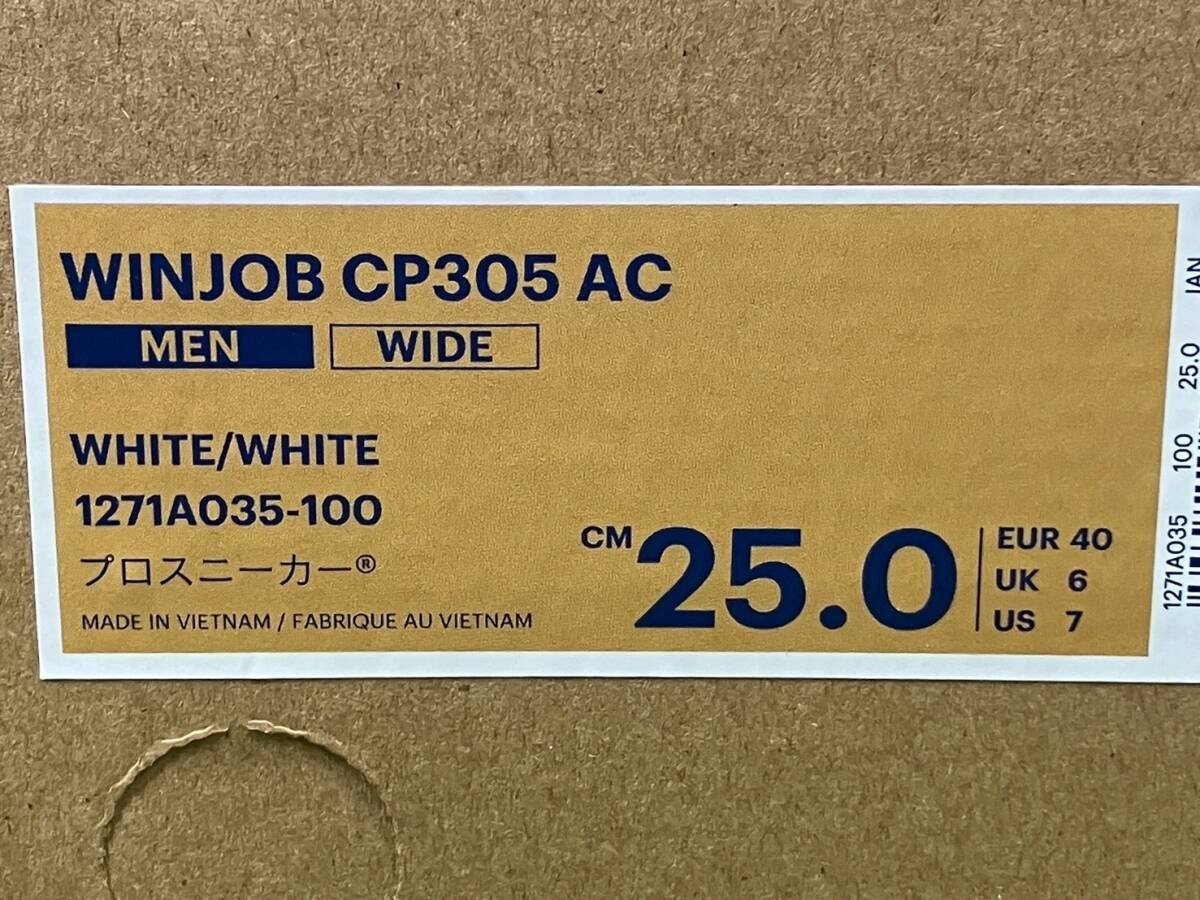 WINJOB CP305 AC
MEN WIDE
WHITE/WHITE
1271A035-100
プロスニーカー®
MADE IN VIETNAM / FABRIQUE AU VIETNAM
CM 25.0
EUR 40
UK 6
US 7
1271A035 100 25.0 JAN